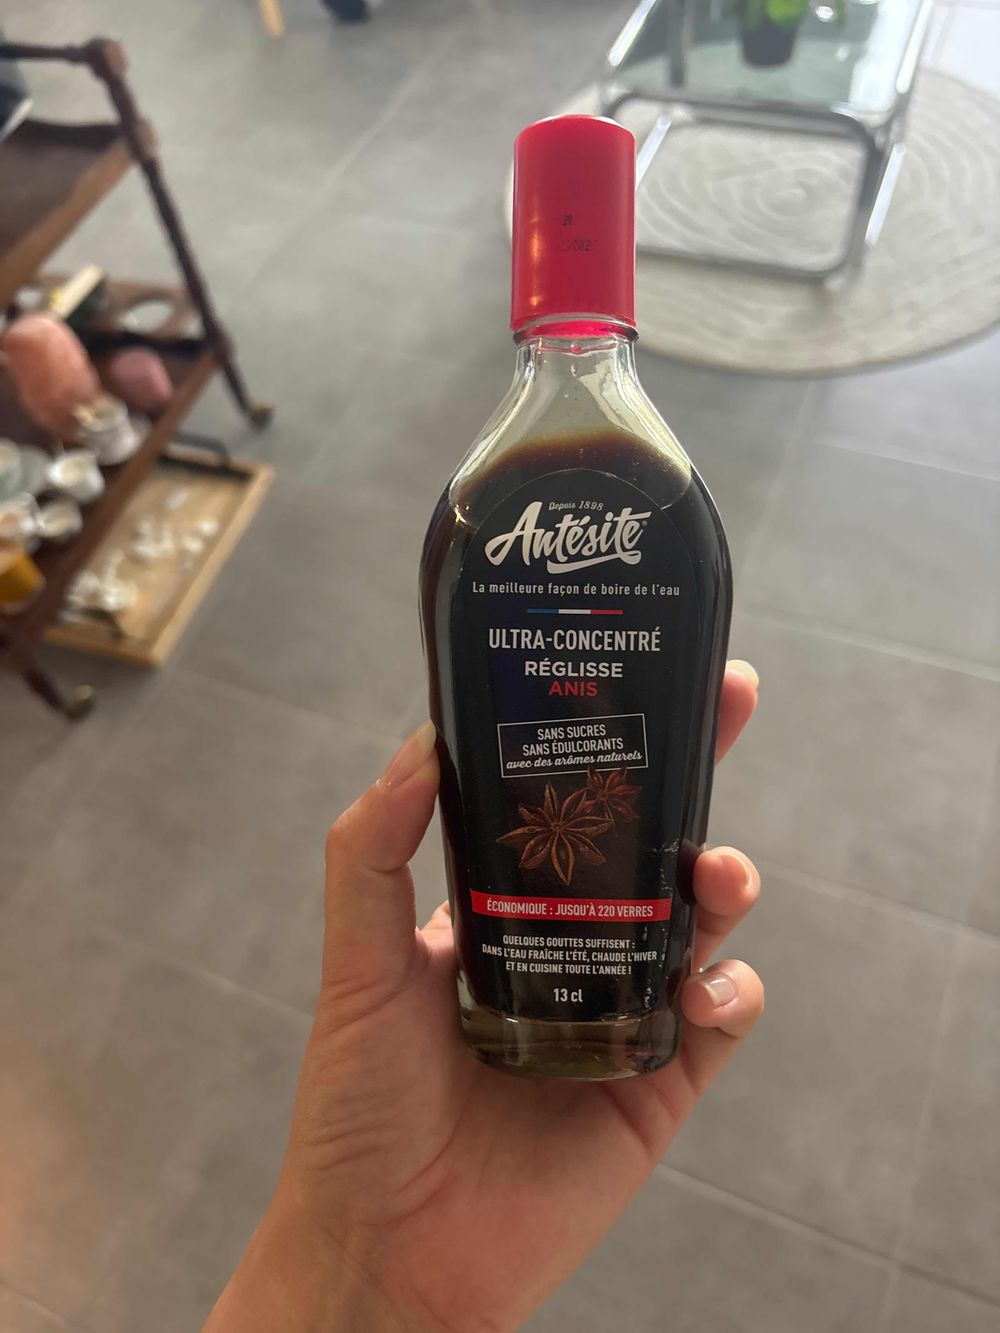 Depuis 1898
Antésite®
La meilleure façon de boire de l'eau
ULTRA-CONCENTRÉ
RÉGLISSE
ANIS
SANS SUCRES
SANS ÉDULCORANTS
avec des arômes naturels
ÉCONOMIQUE : JUSQU'À 220 VERRES
QUELQUES GOUTTES SUFFISENT :
DANS L'EAU FRAÎCHE L'ÉTÉ, CHAUDE L'HIVER
ET EN CUISINE TOUTE L'ANNÉE !
13 cl